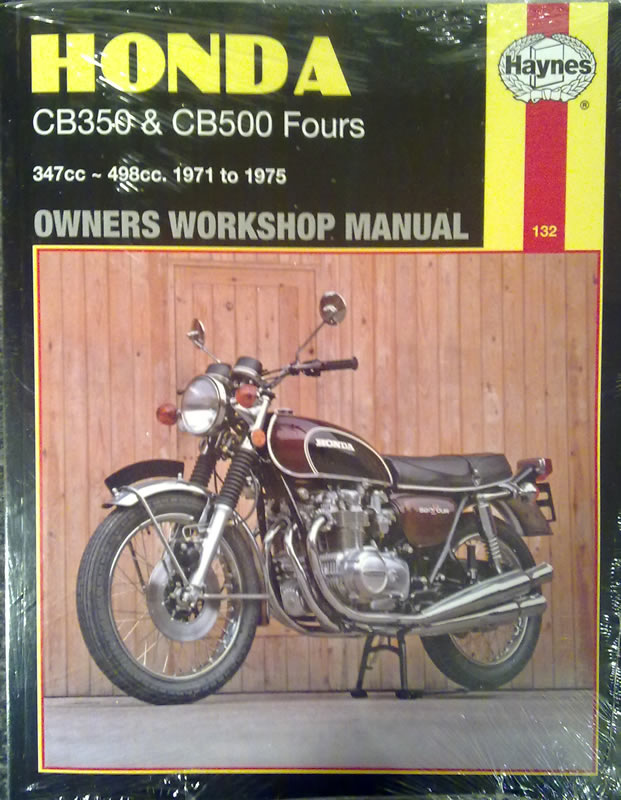 HONDA
Haynes
®
CB350 & CB500 Fours
347cc ~ 498cc. 1971 to 1975
OWNERS WORKSHOP MANUAL
132
HONDA